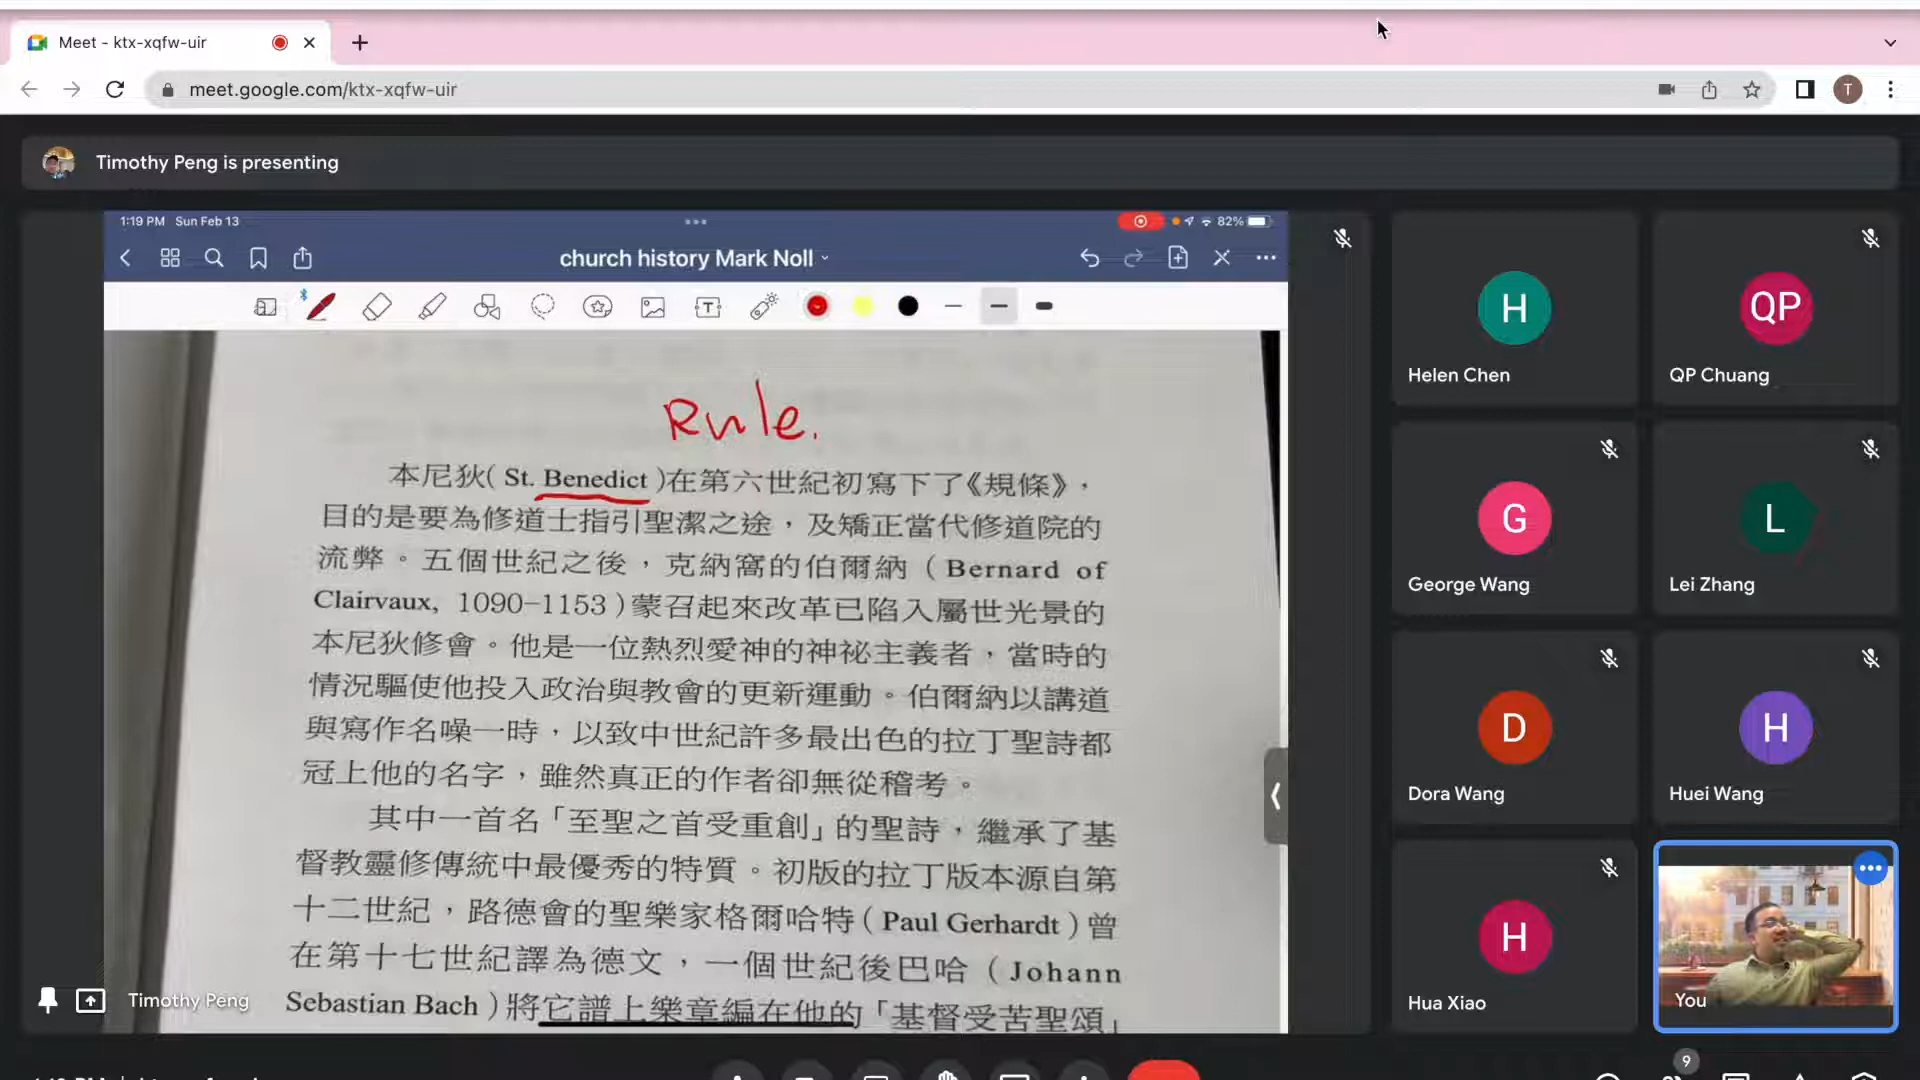 Meet - ktx-xqfw-uir
meet.google.com/ktx-xqfw-uir
T
Timothy Peng is presenting
1:19 PM Sun Feb 13
82%
church history Mark Noll
T
Rule.
本尼狄( St. Benedict )在第六世紀初寫下了《規條》，
目的是要為修道士指引聖潔之途，及矯正當代修道院的
流弊。五個世紀之後，克納窩的伯爾納（Bernard of
Clairvaux, 1090–1153）蒙召起來改革已陷入屬世光景的
本尼狄修會。他是一位熱烈愛神的神祕主義者，當時的
情況驅使他投入政治與教會的更新運動。伯爾納以講道
與寫作名噪一時，以致中世紀許多最出色的拉丁聖詩都
冠上他的名字，雖然真正的作者卻無從稽考。
其中一首名「至聖之首受重創」的聖詩，繼承了基
督教靈修傳統中最優秀的特質。初版的拉丁版本源自第
十二世紀，路德會的聖樂家格爾哈特（Paul Gerhardt）曾
在第十七世紀譯為德文，一個世紀後巴哈（Johann
Sebastian Bach）將它譜上樂章編在他的「基督受苦聖頌」
Timothy Peng
H
Helen Chen
QP
QP Chuang
G
George Wang
L
Lei Zhang
D
Dora Wang
H
Huei Wang
H
Hua Xiao
You
9